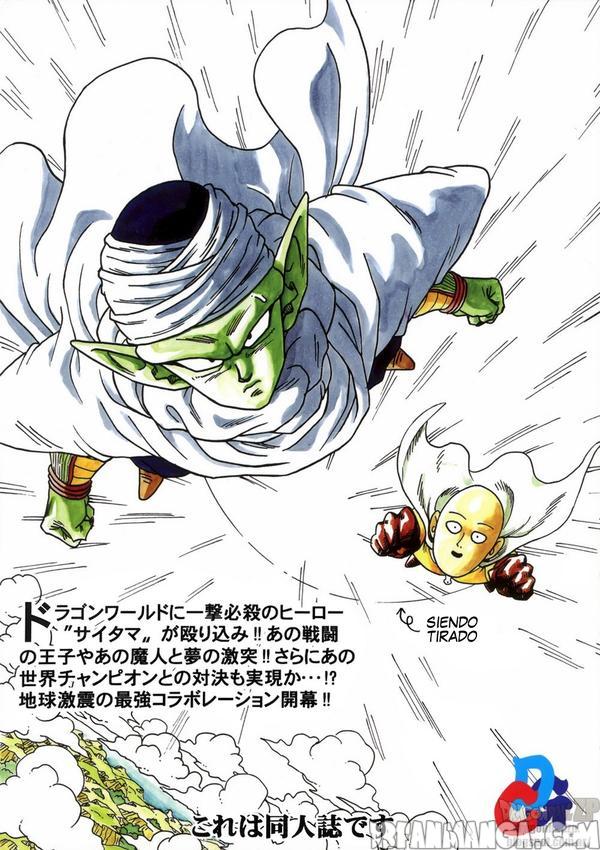 ドラゴンワールドに一撃必殺のヒーロー
〝サイタマ〟が殴り込み!!あの戦闘
の王子やあの魔人と夢の激突!!さらにあの
世界チャンピオンとの対決も実現か…!?
地球激震の最強コラボレーション開幕!!
SIENDO
TIRADO
これは同人誌です